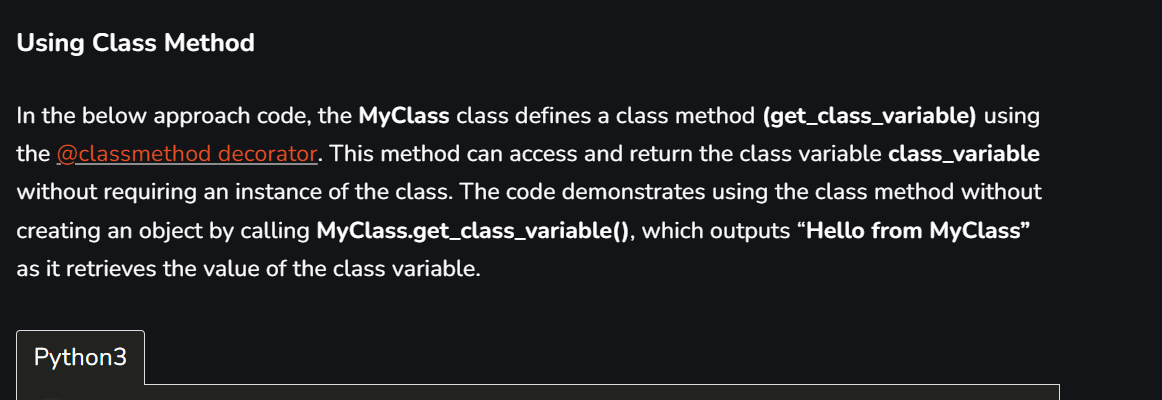 Using Class Method
In the below approach code, the MyClass class defines a class method (get_class_variable) using
the @classmethod decorator. This method can access and return the class variable class_variable
without requiring an instance of the class. The code demonstrates using the class method without
creating an object by calling MyClass.get_class_variable(), which outputs “Hello from MyClass”
as it retrieves the value of the class variable.
Python3